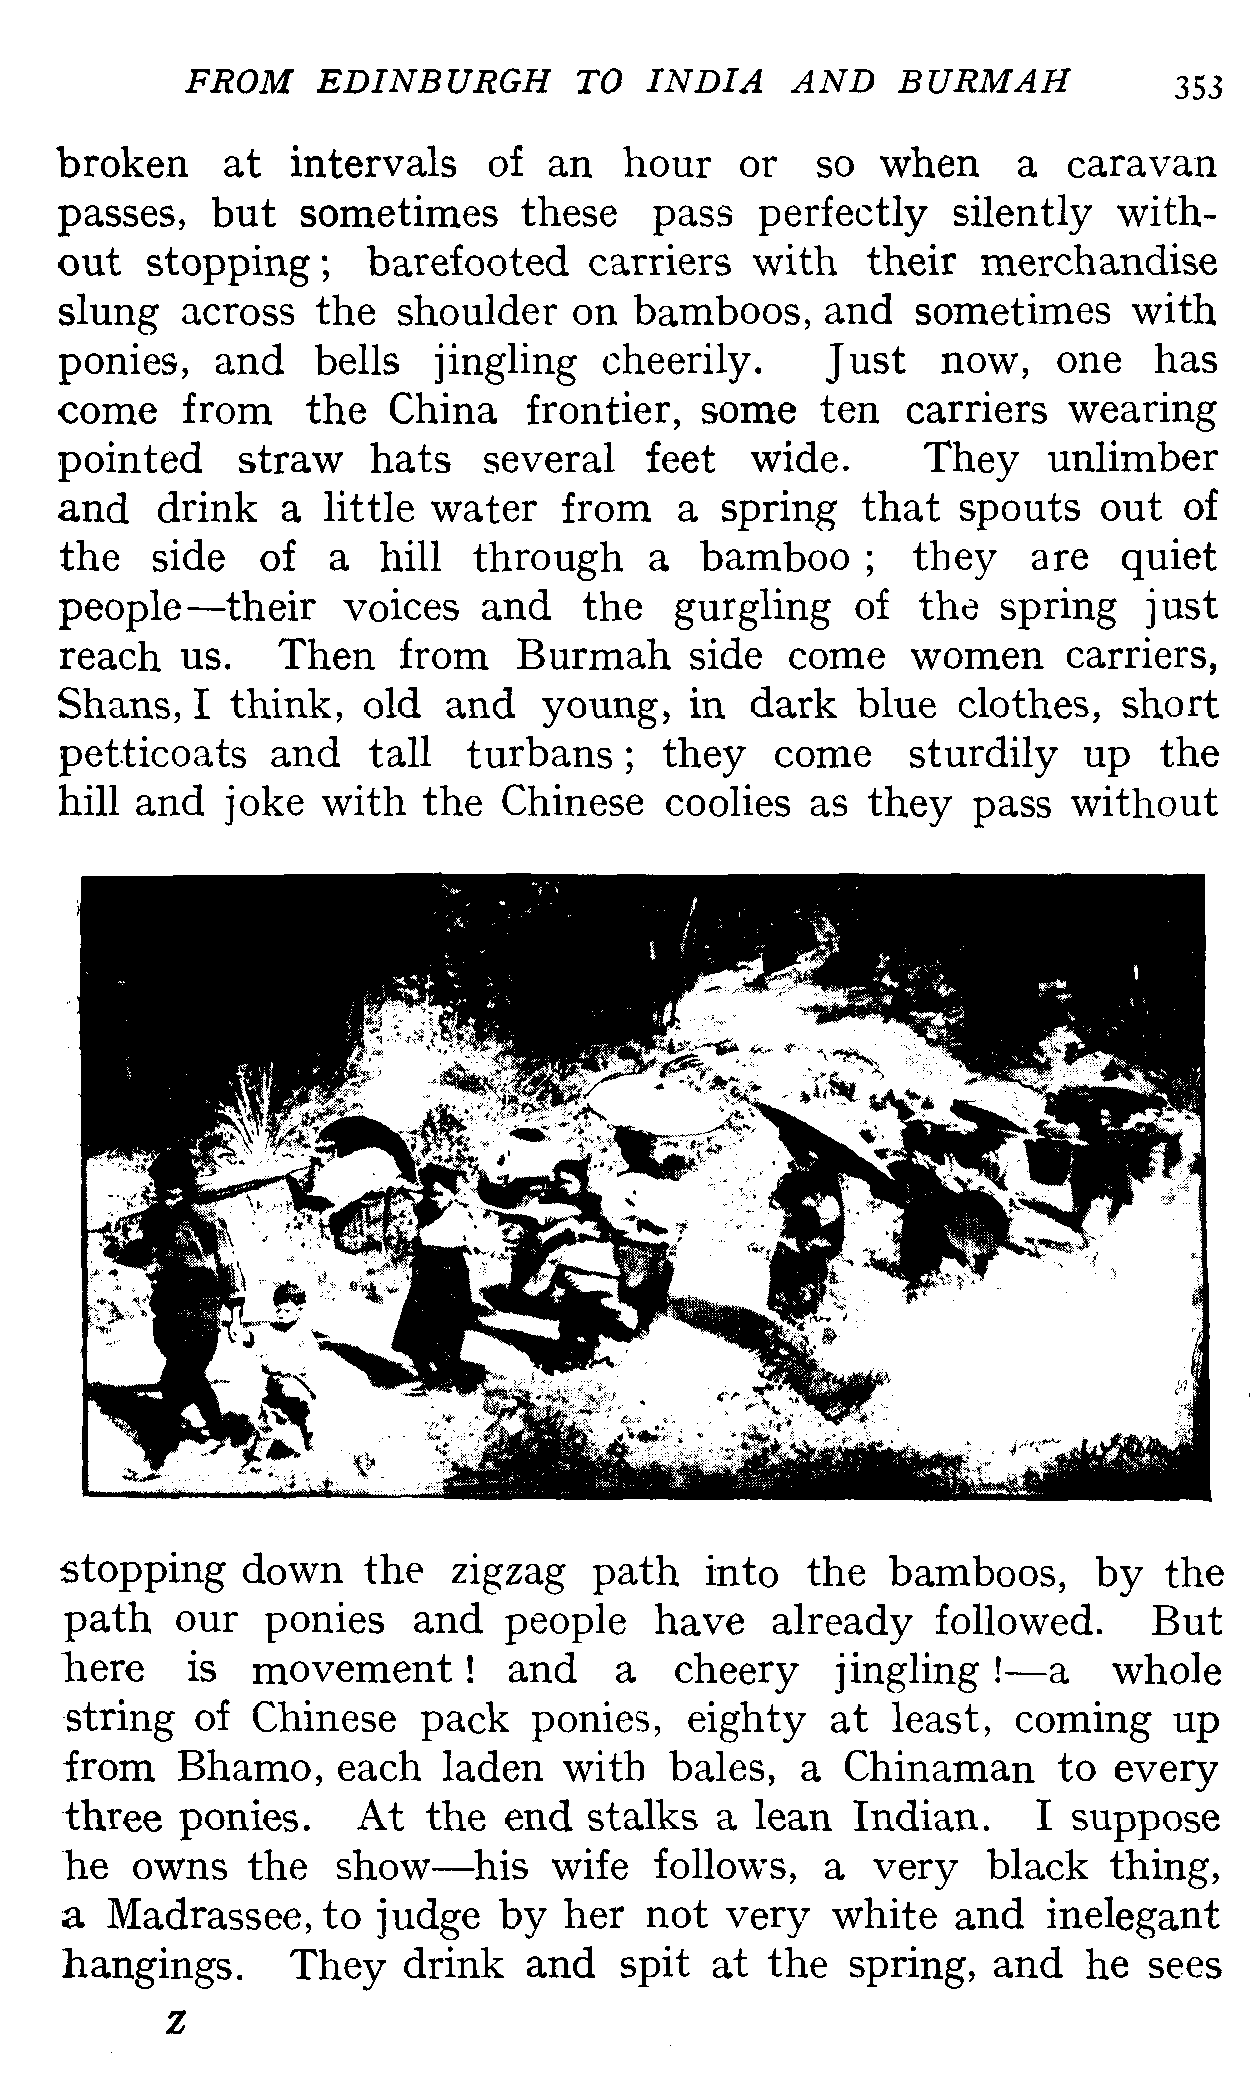 FROM EDINBURGH TO INDIA AND BURMAH 353
broken at intervals of an hour or so when a caravan
passes, but sometimes these pass perfectly silently with-
out stopping; barefooted carriers with their merchandise
slung across the shoulder on bamboos, and sometimes with
ponies, and bells jingling cheerily. Just now, one has
come from the China frontier, some ten carriers wearing
pointed straw hats several feet wide. They unlimber
and drink a little water from a spring that spouts out of
the side of a hill through a bamboo; they are quiet
people—their voices and the gurgling of the spring just
reach us. Then from Burmah side come women carriers,
Shans, I think, old and young, in dark blue clothes, short
petticoats and tall turbans; they come sturdily up the
hill and joke with the Chinese coolies as they pass without
stopping down the zigzag path into the bamboos, by the
path our ponies and people have already followed. But
here is movement! and a cheery jingling!—a whole
string of Chinese pack ponies, eighty at least, coming up
from Bhamo, each laden with bales, a Chinaman to every
three ponies. At the end stalks a lean Indian. I suppose
he owns the show—his wife follows, a very black thing,
a Madrassee, to judge by her not very white and inelegant
hangings. They drink and spit at the spring, and he sees
Z